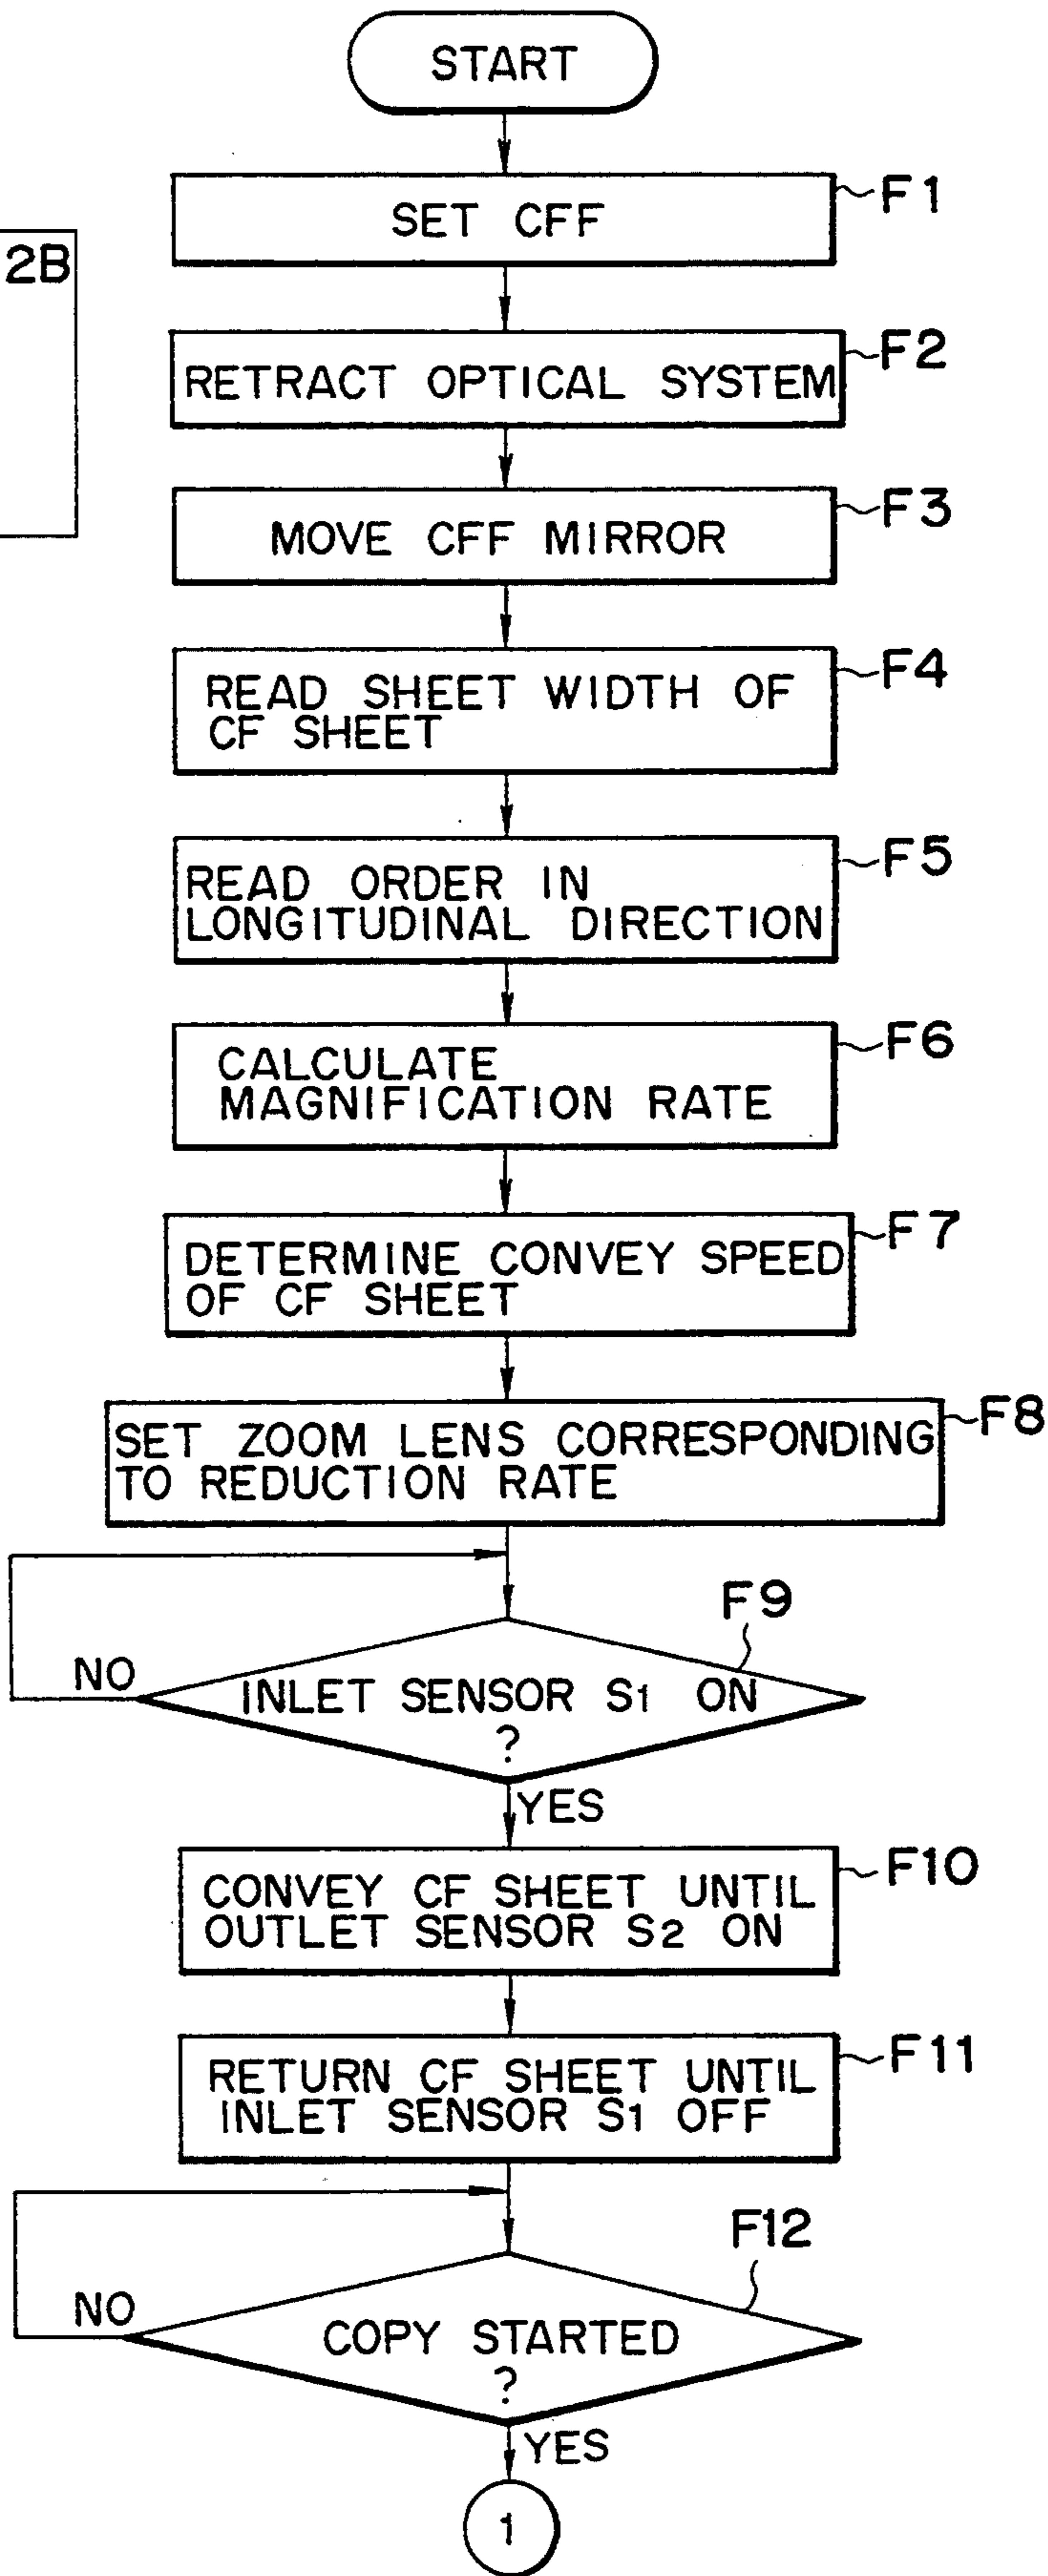 START
SET CFF
F1
2B
RETRACT OPTICAL SYSTEM
F2
MOVE CFF MIRROR
F3
READ SHEET WIDTH OF
CF SHEET
F4
READ ORDER IN
LONGITUDINAL DIRECTION
F5
CALCULATE
MAGNIFICATION RATE
F6
DETERMINE CONVEY SPEED
OF CF SHEET
F7
SET ZOOM LENS CORRESPONDING
TO REDUCTION RATE
F8
F9
NO
INLET SENSOR S1 ON
?
YES
CONVEY CF SHEET UNTIL
OUTLET SENSOR S2 ON
F10
RETURN CF SHEET UNTIL
INLET SENSOR S1 OFF
F11
F12
NO
COPY STARTED
?
YES
1